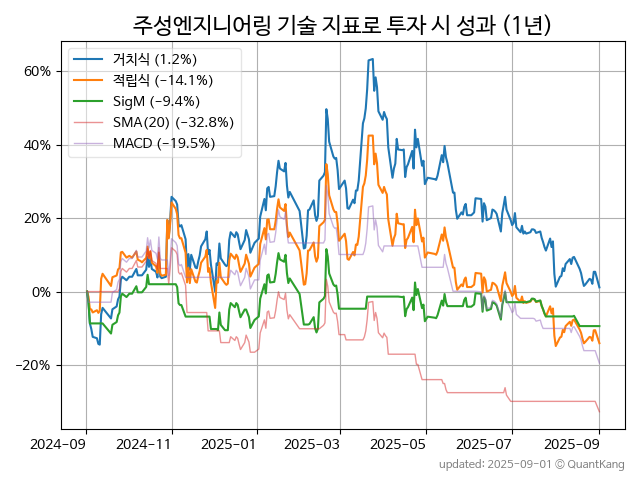 주성엔지니어링 기술 지표로 투자 시 성과 (1년)
거치식 (1.2%)
적립식 (−14.1%)
SigM (−9.4%)
SMA(20) (−32.8%)
MACD (−19.5%)
60%
40%
20%
0%
−20%
2024-09 2024-11 2025-01 2025-03 2025-05 2025-07 2025-09
updated: 2025-09-01 © QuantKang